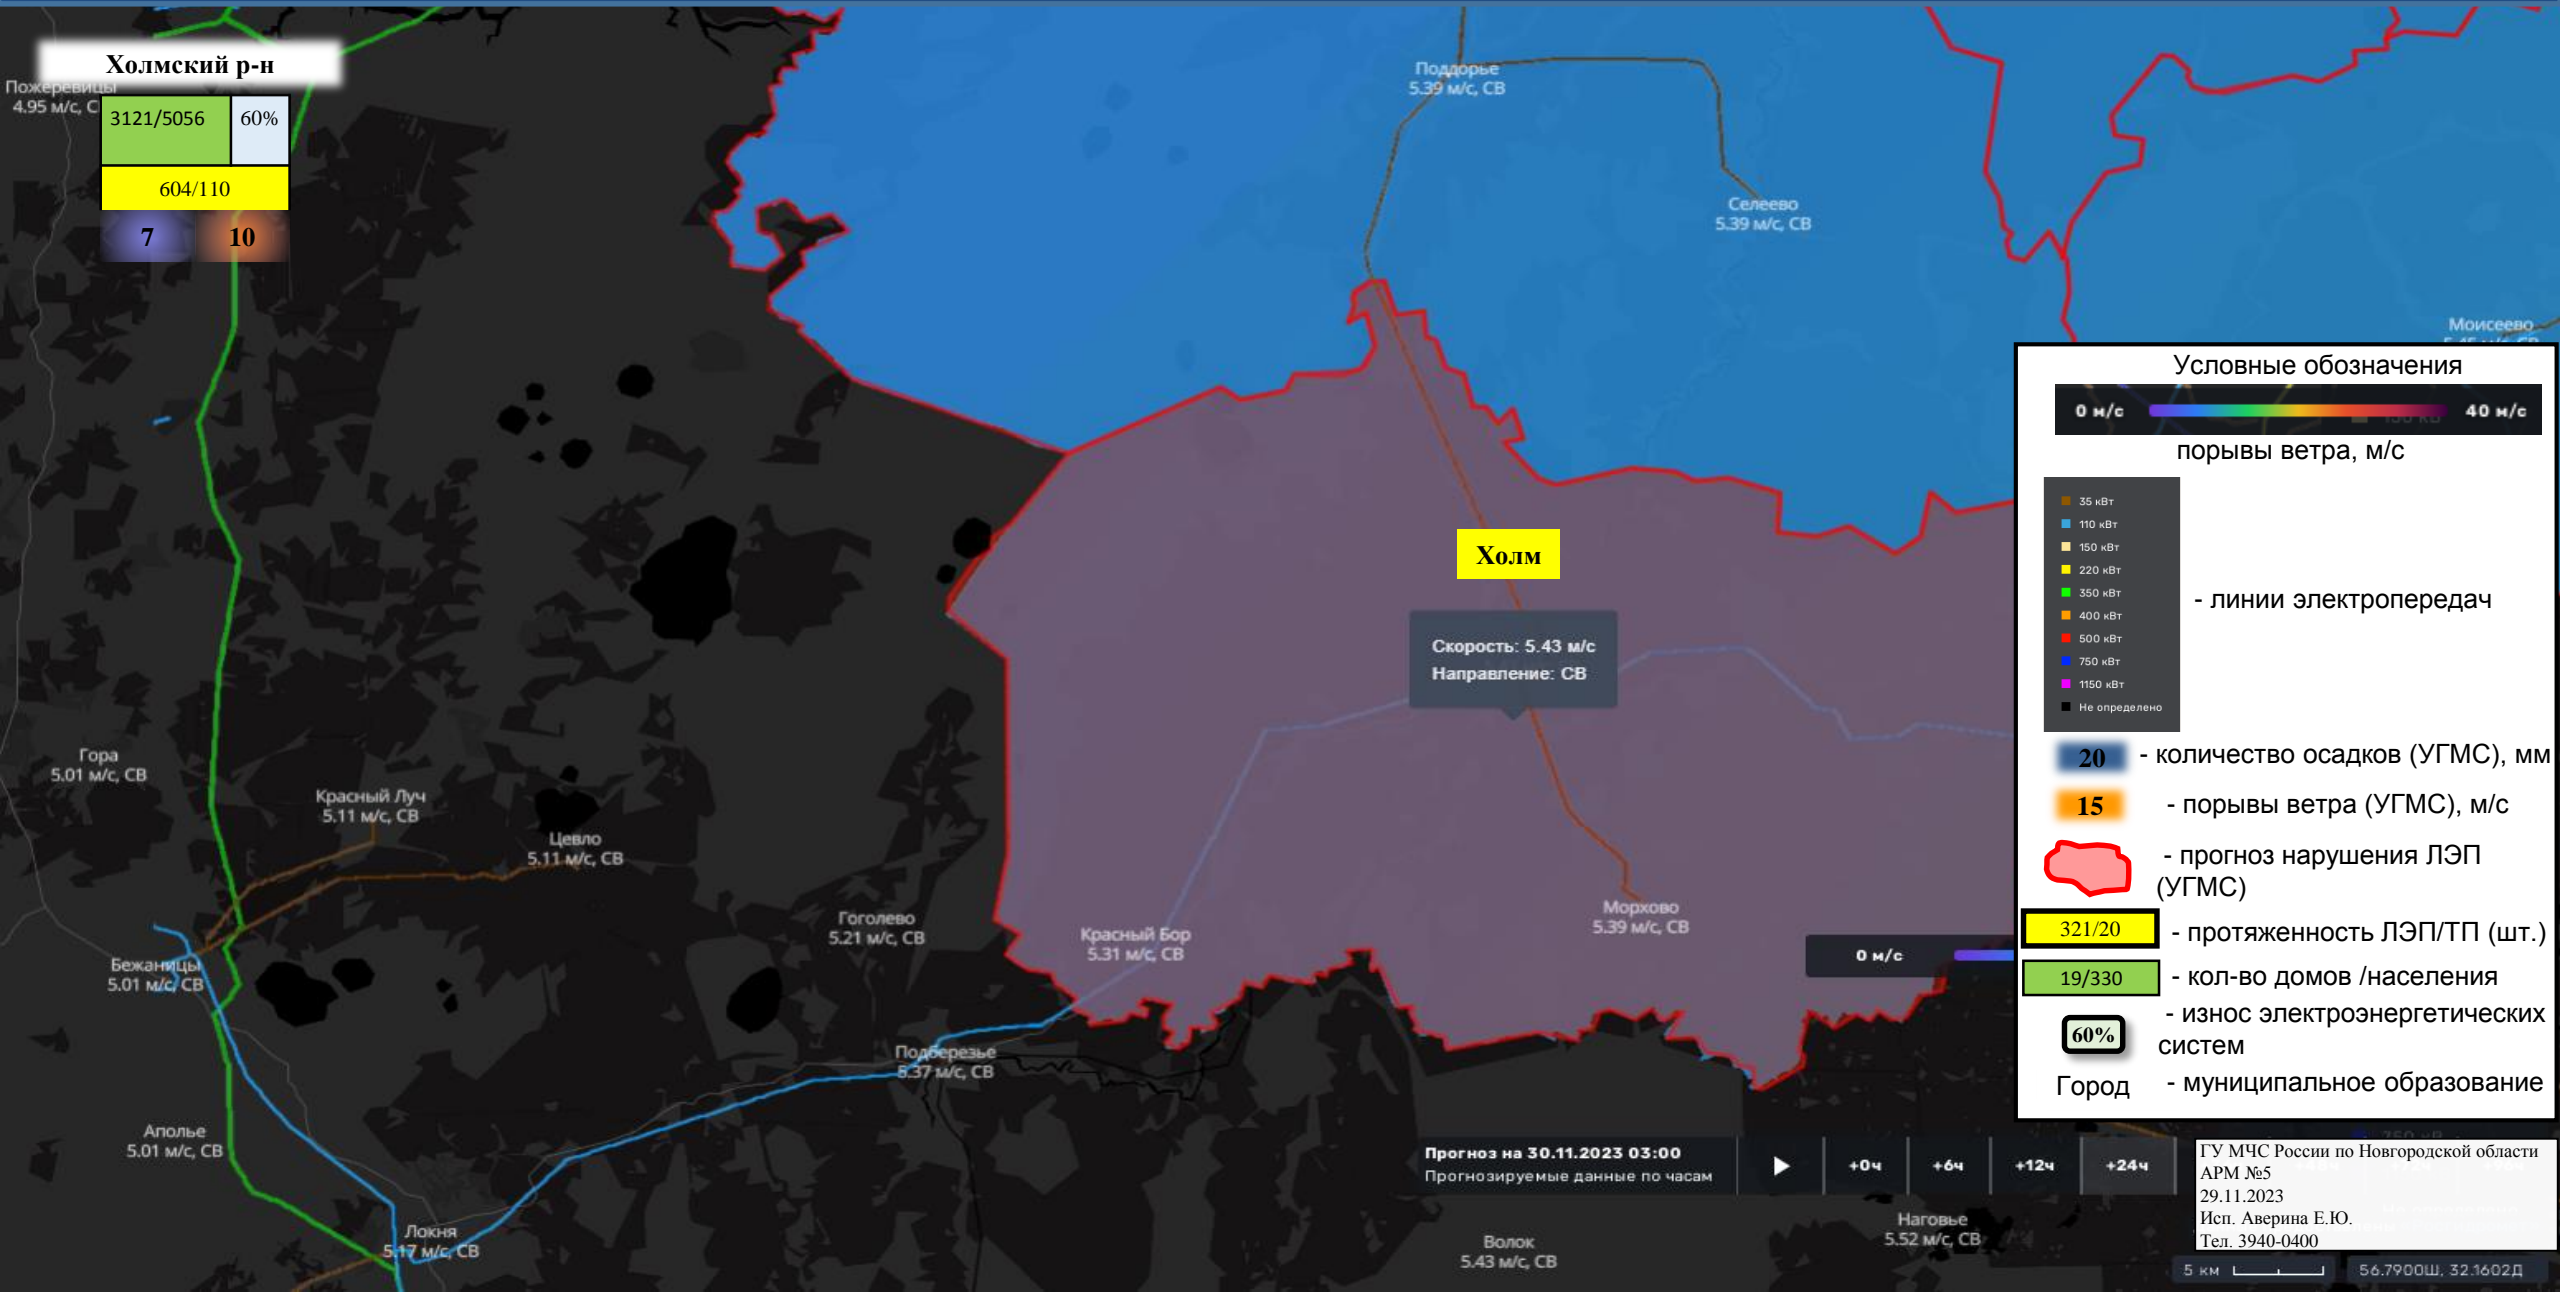 Холмский р-н
Пожеревицы
4.95 м/с, С
3121/5056
60%
604/110
7
10
Поддорье
5.39 м/с, СВ
Селеево
5.39 м/с, СВ
Моисеево
Холм
Скорость: 5.43 м/с
Направление: СВ
Гора
5.01 м/с, СВ
Красный Луч
5.11 м/с, СВ
Цевло
5.11 м/с, СВ
Гоголево
5.21 м/с, СВ
Красный Бор
5.31 м/с, СВ
Морхово
5.39 м/с, СВ
Бежаницы
5.01 м/с, СВ
Подберезье
5.37 м/с, СВ
Аполье
5.01 м/с, СВ
Локня
5.17 м/с, СВ
Волок
5.43 м/с, СВ
Наговье
5.52 м/с, СВ
0 м/с
Условные обозначения
0 м/с
40 м/с
порывы ветра, м/с
35 кВт
110 кВт
150 кВт
220 кВт
350 кВт
400 кВт
500 кВт
750 кВт
1150 кВт
Не определено
- линии электропередач
20 - количество осадков (УГМС), мм
15 - порывы ветра (УГМС), м/с
- прогноз нарушения ЛЭП
(УГМС)
321/20 - протяженность ЛЭП/ТП (шт.)
19/330 - кол-во домов /населения
60% - износ электроэнергетических
систем
Город - муниципальное образование
Прогноз на 30.11.2023 03:00
Прогнозируемые данные по часам
+0ч
+6ч
+12ч
+24ч
ГУ МЧС России по Новгородской области
АРМ №5
29.11.2023
Исп. Аверина Е.Ю.
Тел. 3940-0400
5 км
56.7900Ш, 32.1602Д